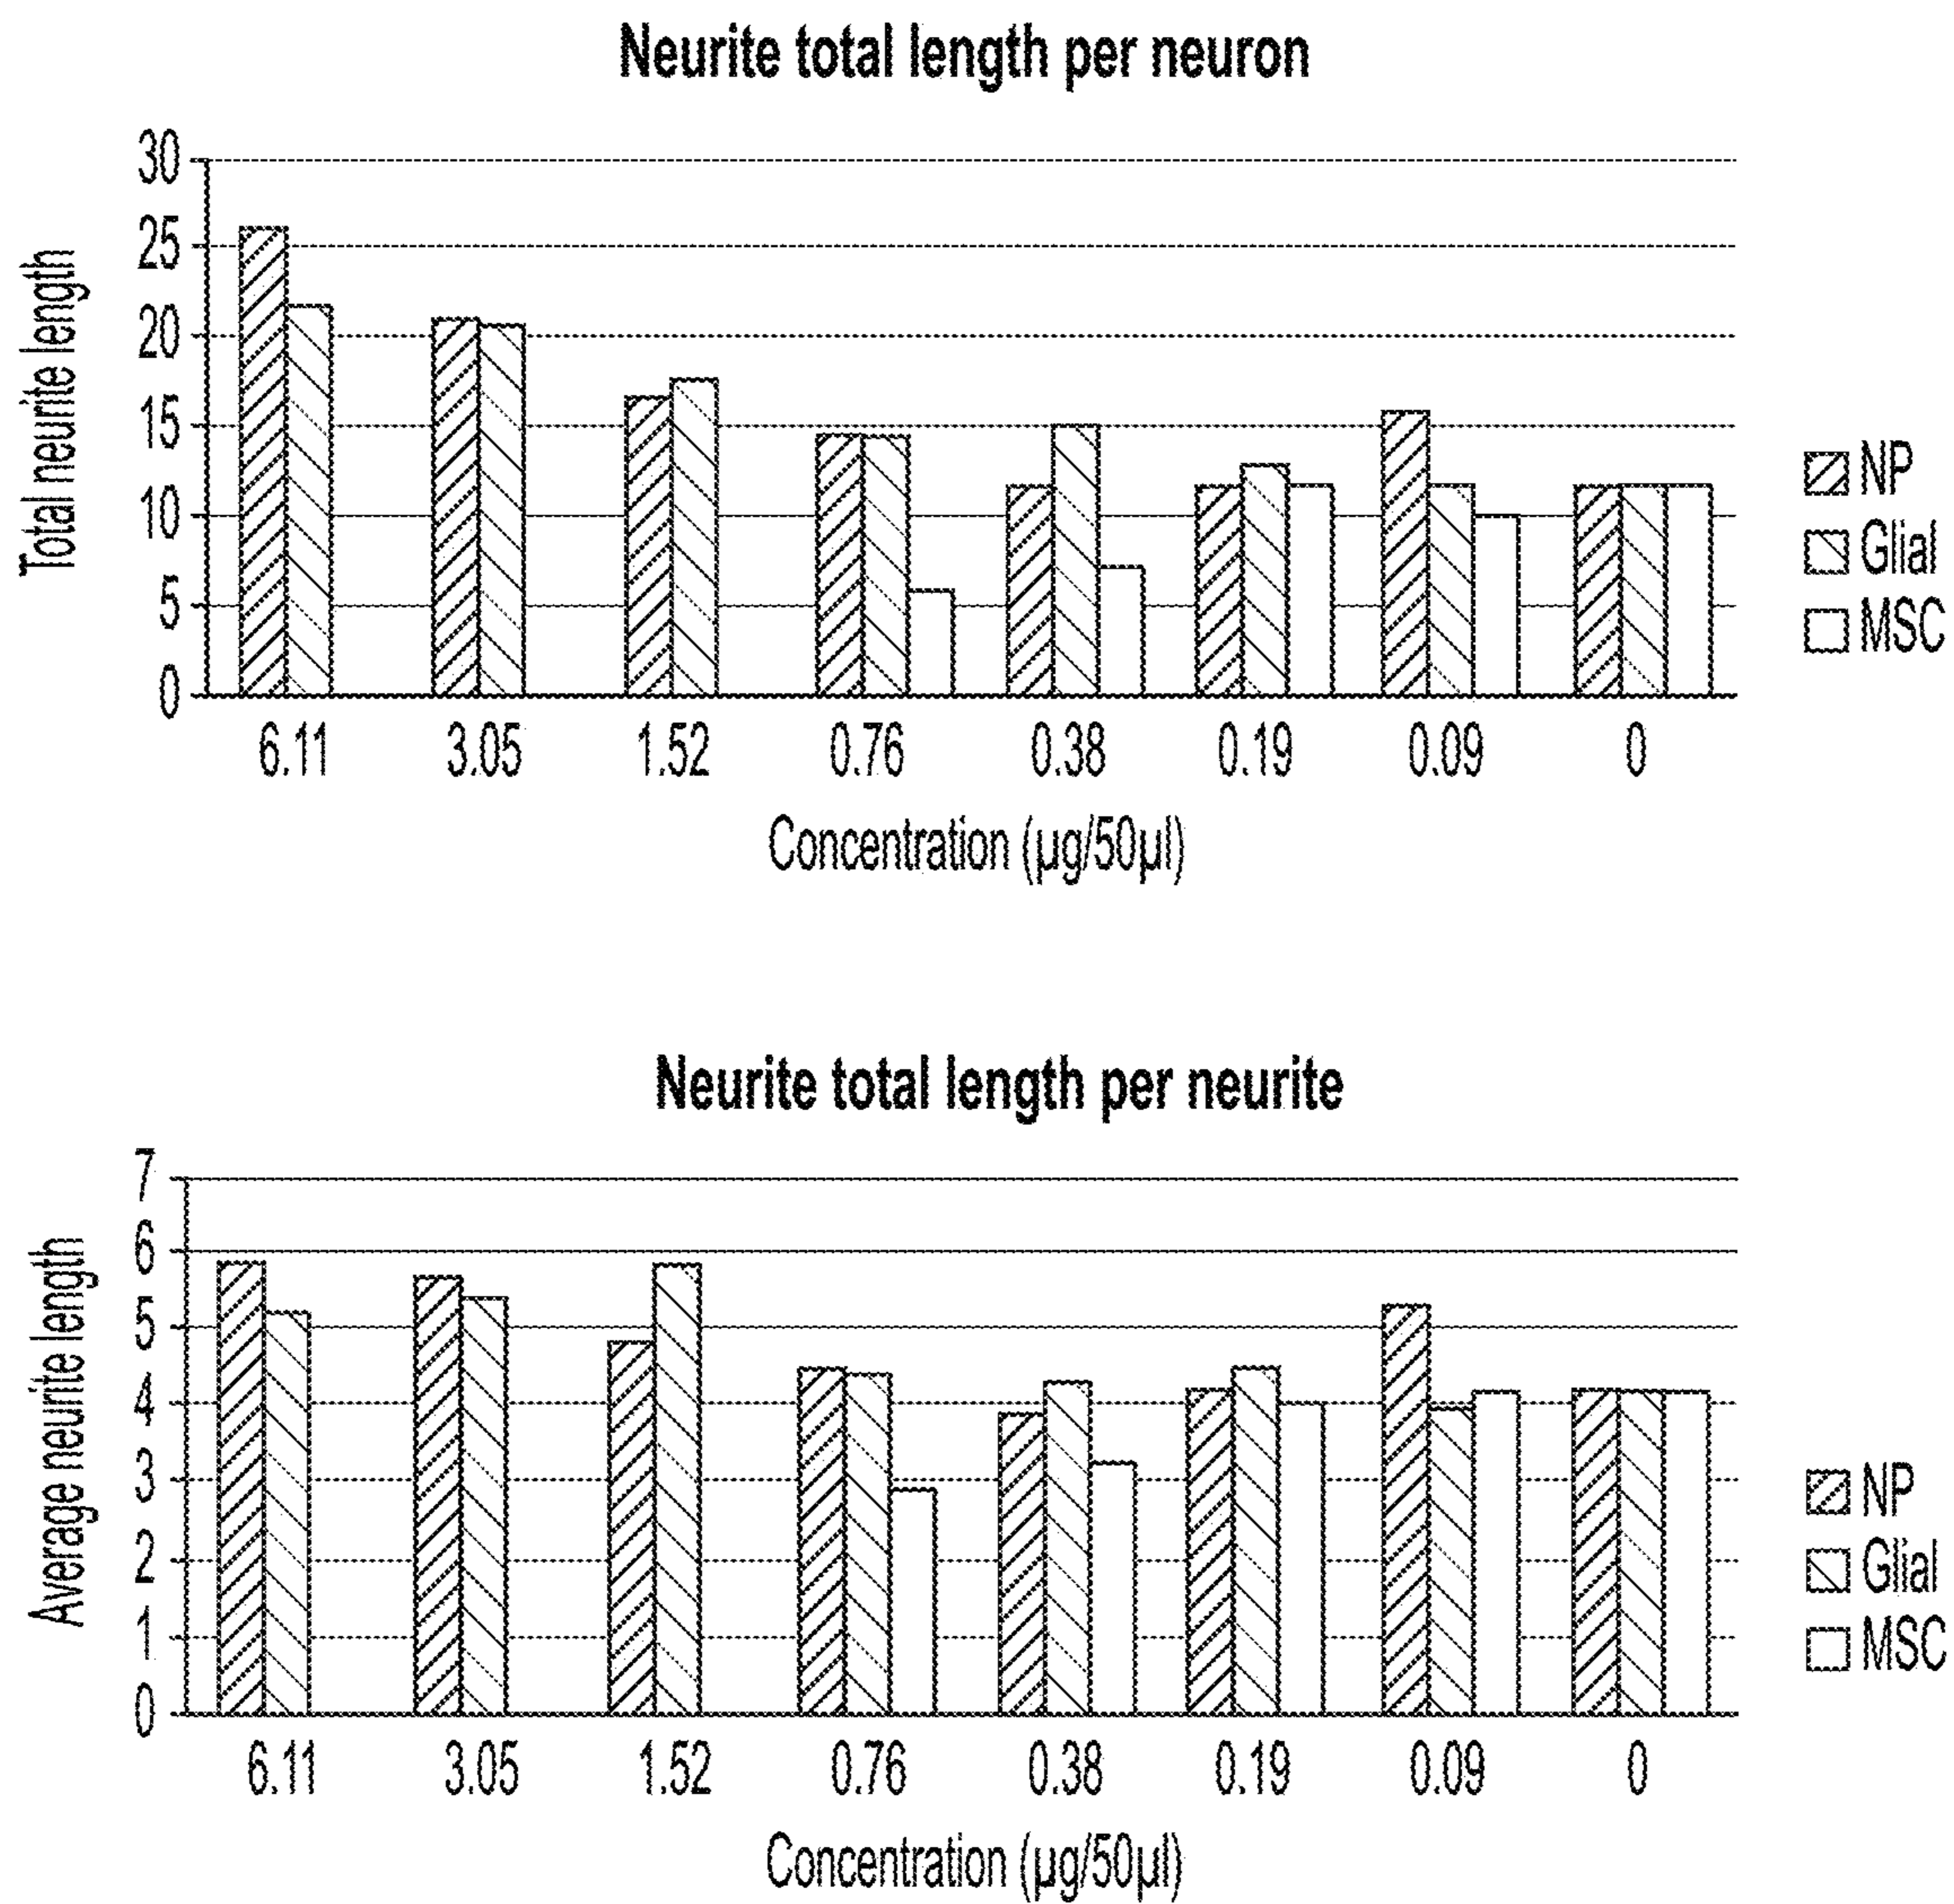 Neurite total length per neuron
Total neurite length
30
25
20
15
10
5
0
6.11 3.05 1.52 0.76 0.38 0.19 0.09 0
Concentration (µg/50µl)
NP
Glial
MSC
Neurite total length per neurite
Average neurite length
7
6
5
4
3
2
1
0
6.11 3.05 1.52 0.76 0.38 0.19 0.09 0
Concentration (µg/50µl)
NP
Glial
MSC